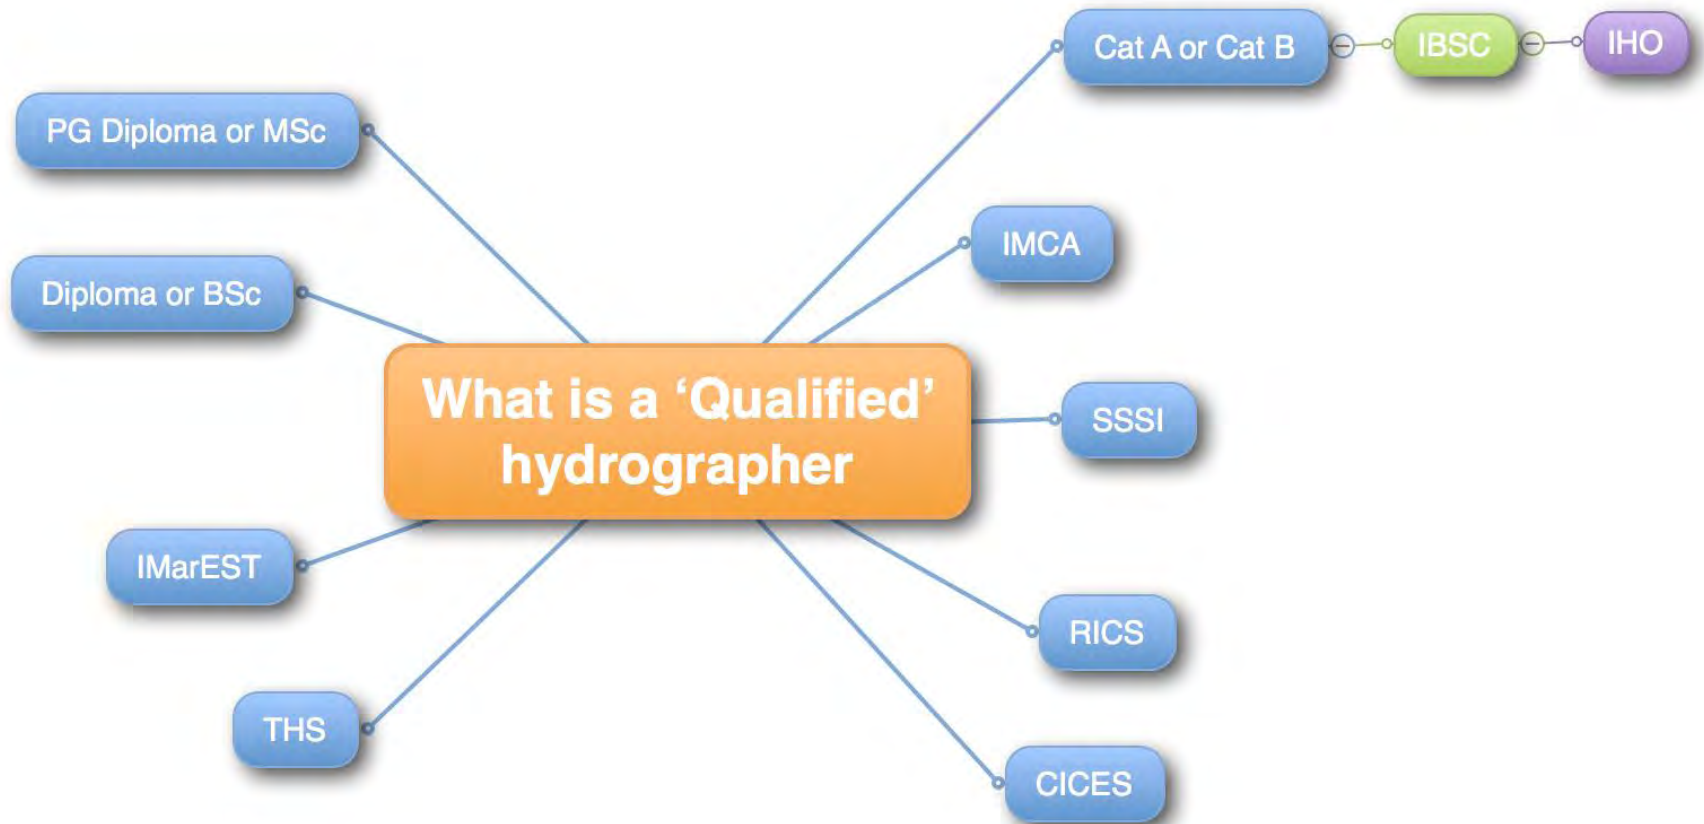 Cat A or Cat B
IBSC
IHO
PG Diploma or MSc
IMCA
Diploma or BSc
What is a ‘Qualified’
hydrographer
SSSI
IMarEST
RICS
THS
CICES